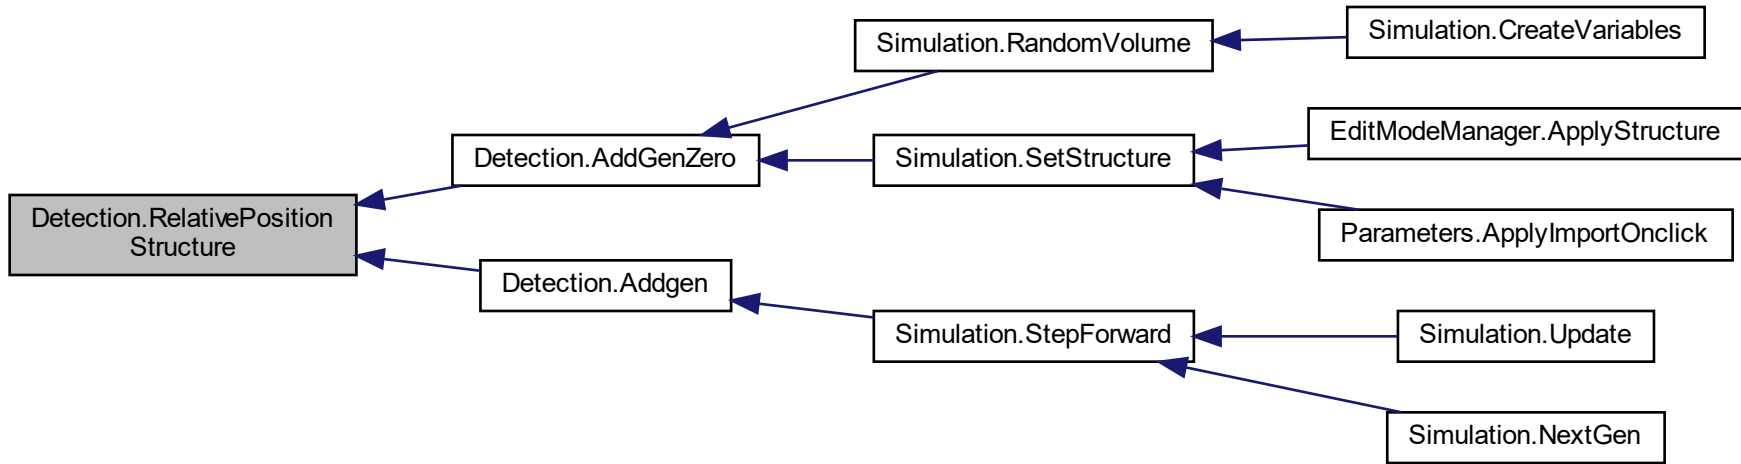 Simulation.CreateVariables
Simulation.RandomVolume
EditModeManager.ApplyStructure
Detection.AddGenZero
Simulation.SetStructure
Detection.RelativePosition
Structure
Parameters.ApplyImportOnclick
Detection.Addgen
Simulation.StepForward
Simulation.Update
Simulation.NextGen